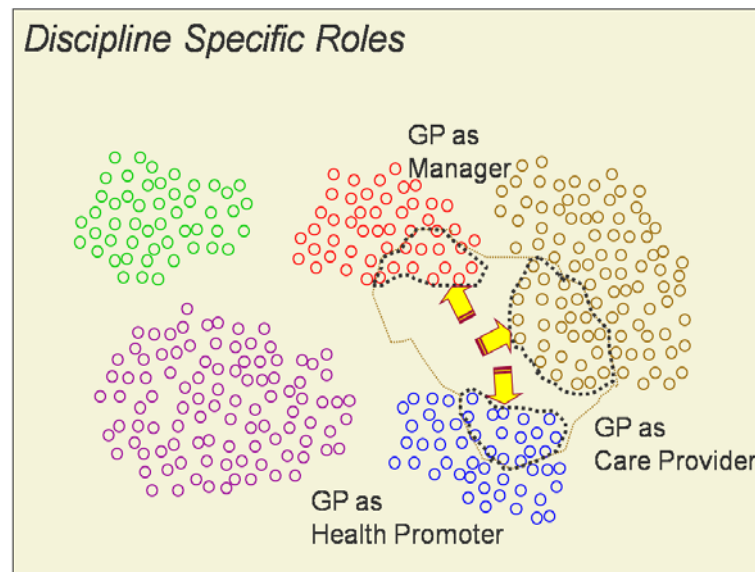 Discipline Specific Roles
GP as
Manager
GP as
Care Provider
GP as
Health Promoter